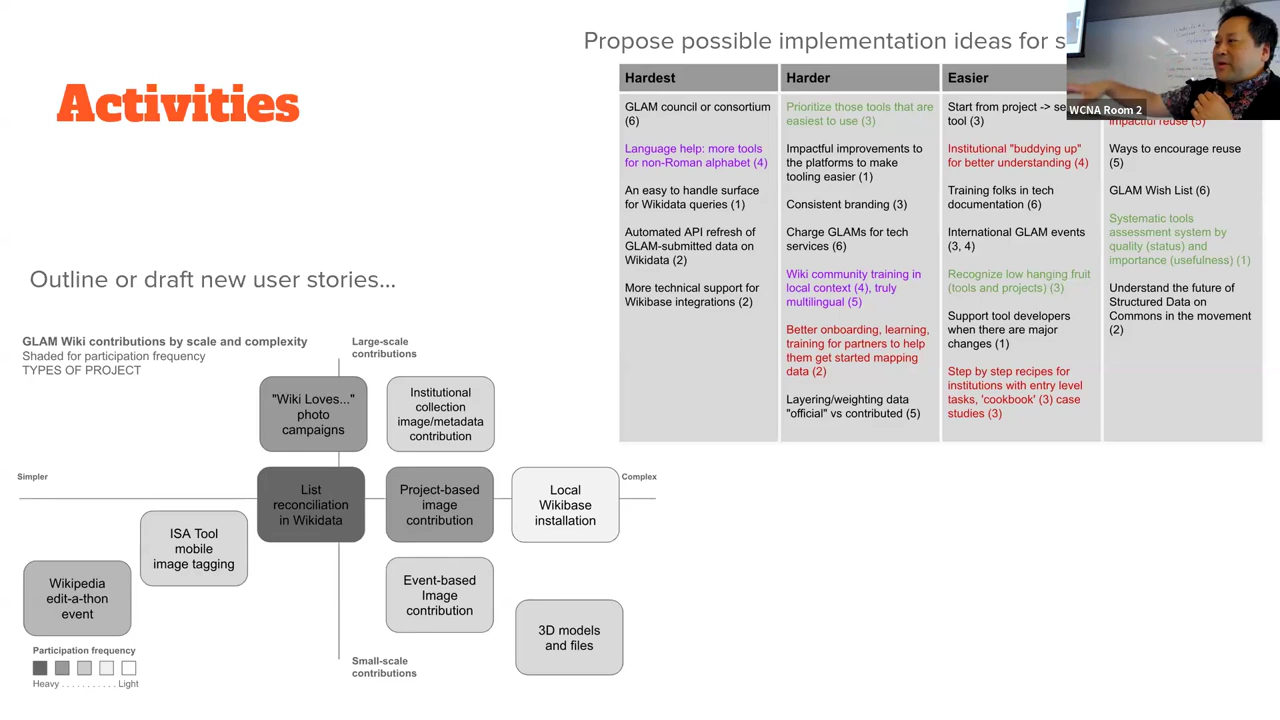 Activities
Propose possible implementation ideas for s
WCNA Room 2
Hardest
GLAM council or consortium
(6)
Language help: more tools
for non-Roman alphabet (4)
An easy to handle surface
for Wikidata queries (1)
Automated API refresh of
GLAM-submitted data on
Wikidata (2)
More technical support for
Wikibase integrations (2)
Harder
Prioritize those tools that are
easiest to use (3)
Impactful improvements to
the platforms to make
tooling easier (1)
Consistent branding (3)
Charge GLAMs for tech
services (6)
Wiki community training in
local context (4), truly
multilingual (5)
Better onboarding, learning,
training for partners to help
them get started mapping
data (2)
Layering/weighting data
"official" vs contributed (5)
Easier
Start from project -> se
tool (3)
Institutional "buddying up"
for better understanding (4)
Training folks in tech
documentation (6)
International GLAM events
(3, 4)
Recognize low hanging fruit
(tools and projects) (3)
Support tool developers
when there are major
changes (1)
Step by step recipes for
institutions with entry level
tasks, 'cookbook' (3) case
studies (3)
impactful reuse (5)
Ways to encourage reuse
(5)
GLAM Wish List (6)
Systematic tools
assessment system by
quality (status) and
importance (usefulness) (1)
Understand the future of
Structured Data on
Commons in the movement
(2)
Outline or draft new user stories...
GLAM Wiki contributions by scale and complexity
Shaded for participation frequency
TYPES OF PROJECT
Large-scale
contributions
"Wiki Loves..."
photo
campaigns
Institutional
collection
image/metadata
contribution
Simpler
Complex
List
reconciliation
in Wikidata
Project-based
image
contribution
Local
Wikibase
installation
ISA Tool
mobile
image tagging
Wikipedia
edit-a-thon
event
Event-based
Image
contribution
3D models
and files
Participation frequency
Heavy . . . . . . . . . . . Light
Small-scale
contributions